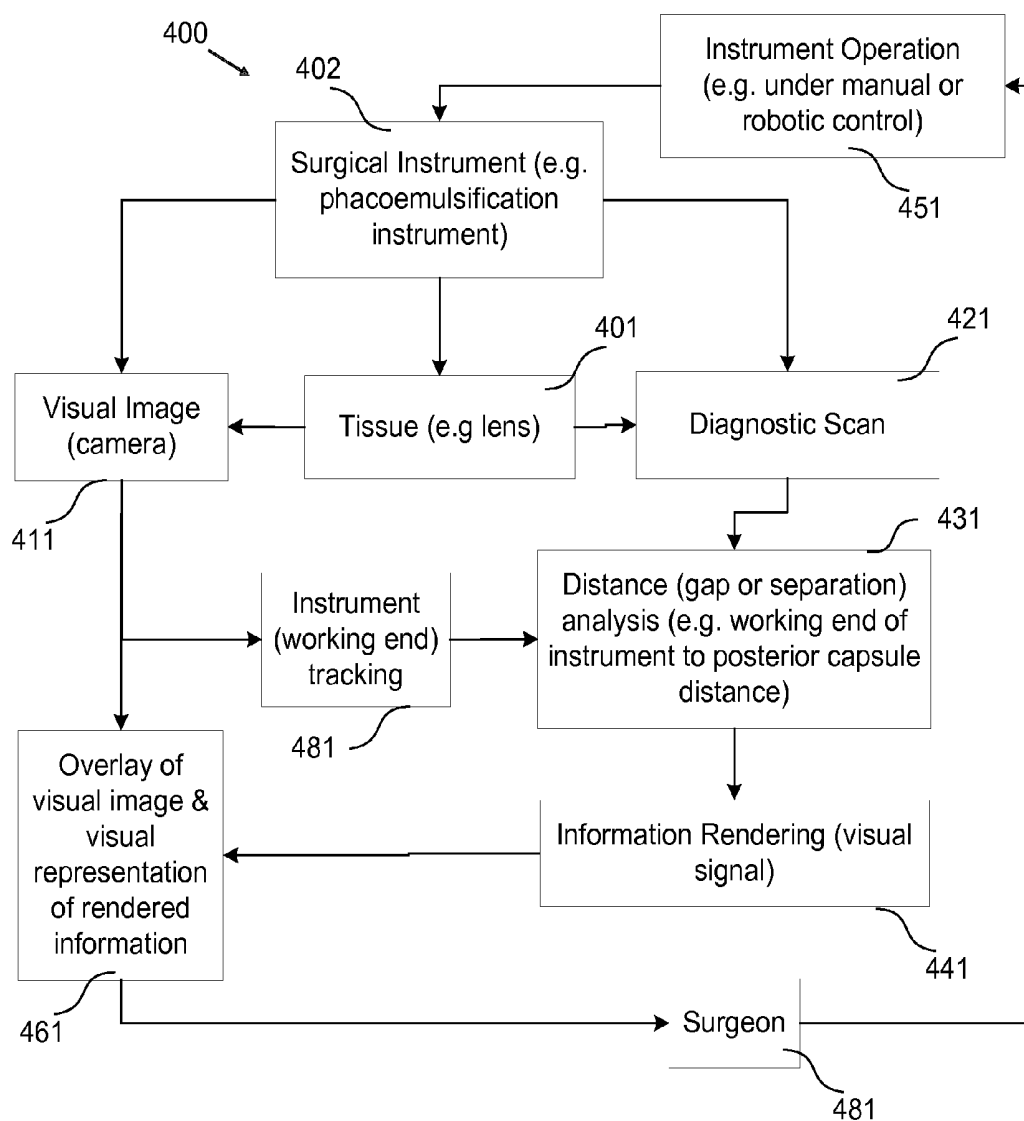 400
402
Instrument Operation
(e.g. under manual or
robotic control)
451
Surgical Instrument (e.g.
phacoemulsification
instrument)
401
421
Visual Image
(camera)
Tissue (e.g lens)
Diagnostic Scan
411
431
Instrument
(working end)
tracking
481
Distance (gap or separation)
analysis (e.g. working end of
instrument to posterior capsule
distance)
Overlay of
visual image &
visual
representation
of rendered
information
461
Information Rendering (visual
signal)
441
Surgeon
481